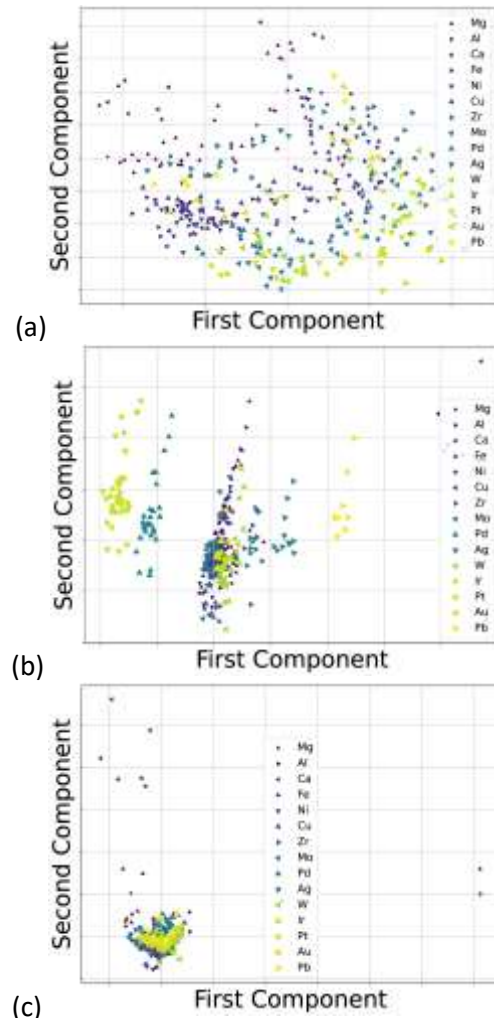 Mg
Al
Ca
Fe
Ni
Cu
Zr
Mo
Pd
Ag
W
Ir
Pt
Au
Pb
Second Component
First Component
(a)
Mg
Al
Ca
Fe
Ni
Cu
Zr
Mo
Pd
Ag
W
Ir
Pt
Au
Pb
Second Component
First Component
(b)
Mg
Al
Ca
Fe
Ni
Cu
Zr
Mo
Pd
Ag
W
Ir
Pt
Au
Pb
Second Component
First Component
(c)